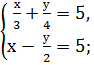 x/3 + y/4 = 5,
x − y/2 = 5;